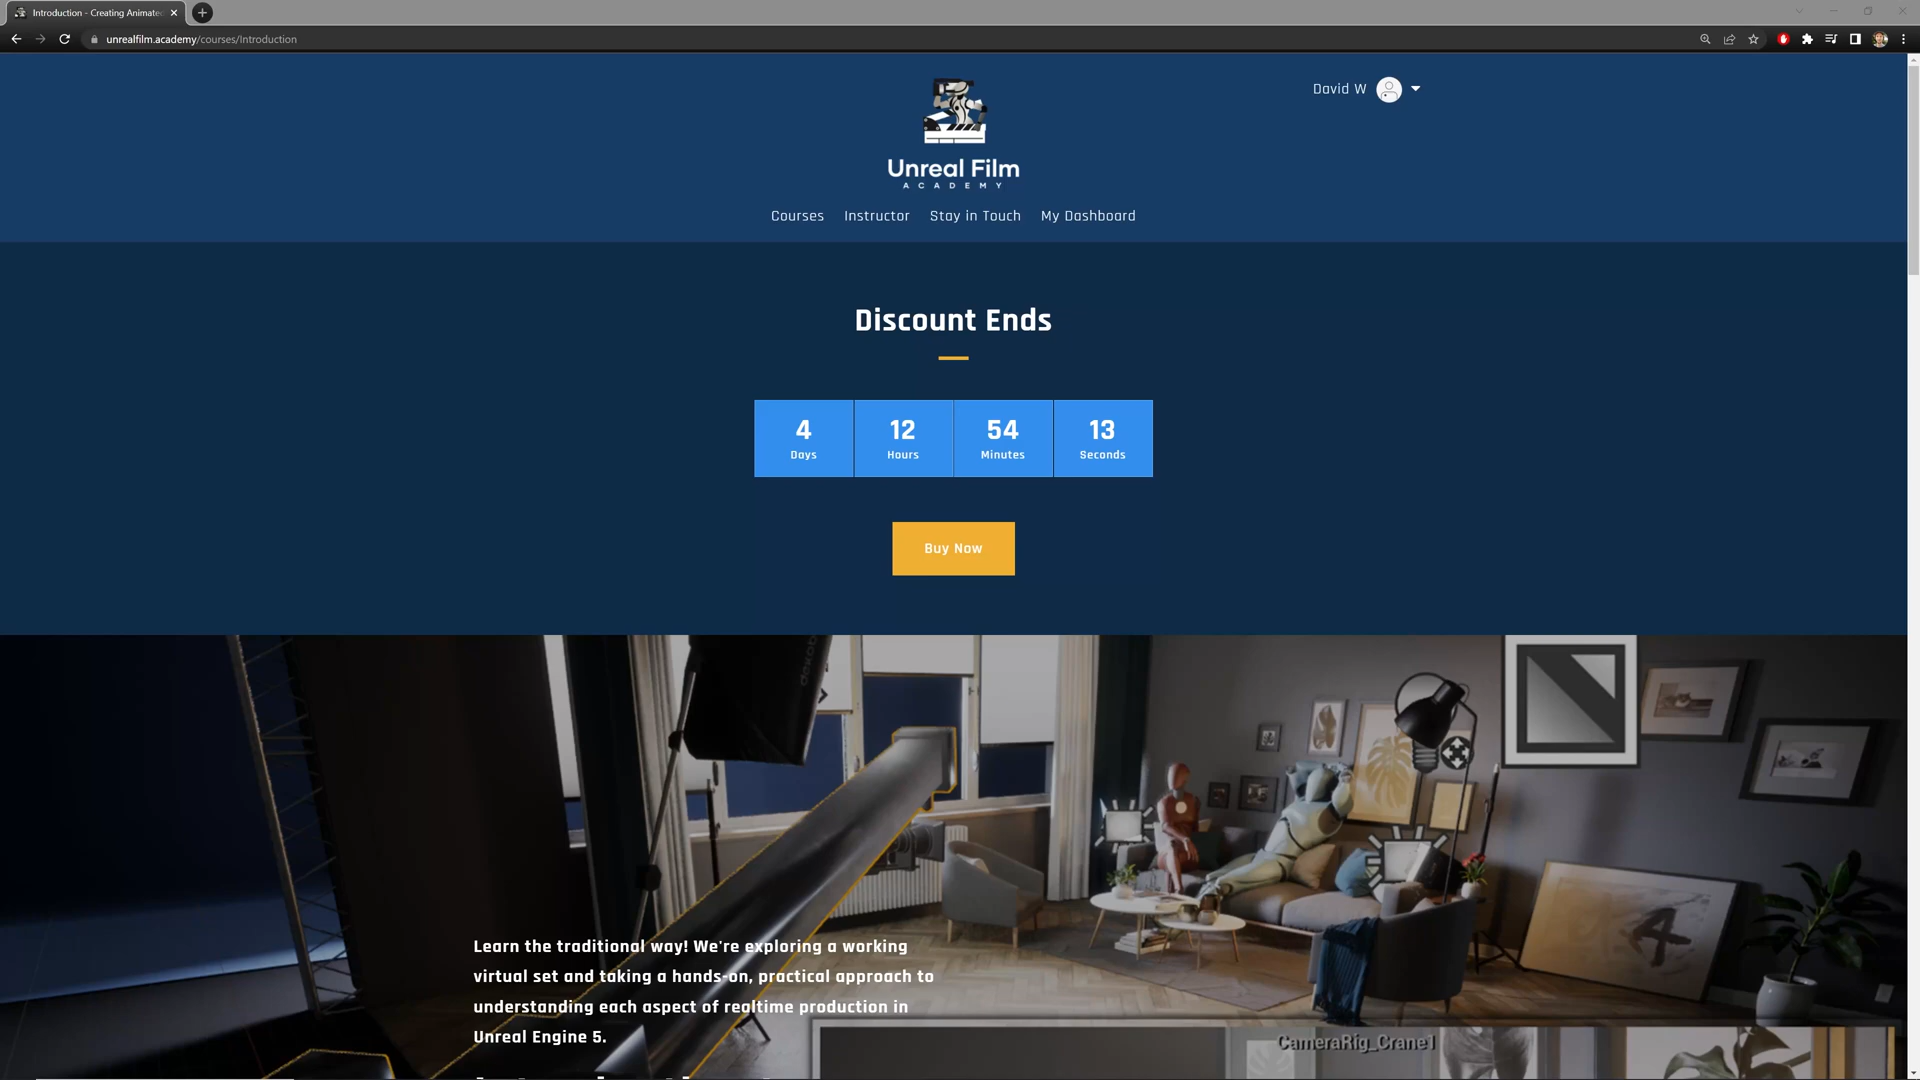 Introduction - Creating Animated
unrealfilm.academy/courses/Introduction
David W
Unreal Film
ACADEMY
Courses Instructor Stay in Touch My Dashboard
Discount Ends
4 12 54 13
Days Hours Minutes Seconds
Buy Now
Learn the traditional way! We're exploring a working
virtual set and taking a hands-on, practical approach to
understanding each aspect of realtime production in
Unreal Engine 5.
CameraRig_Crane1